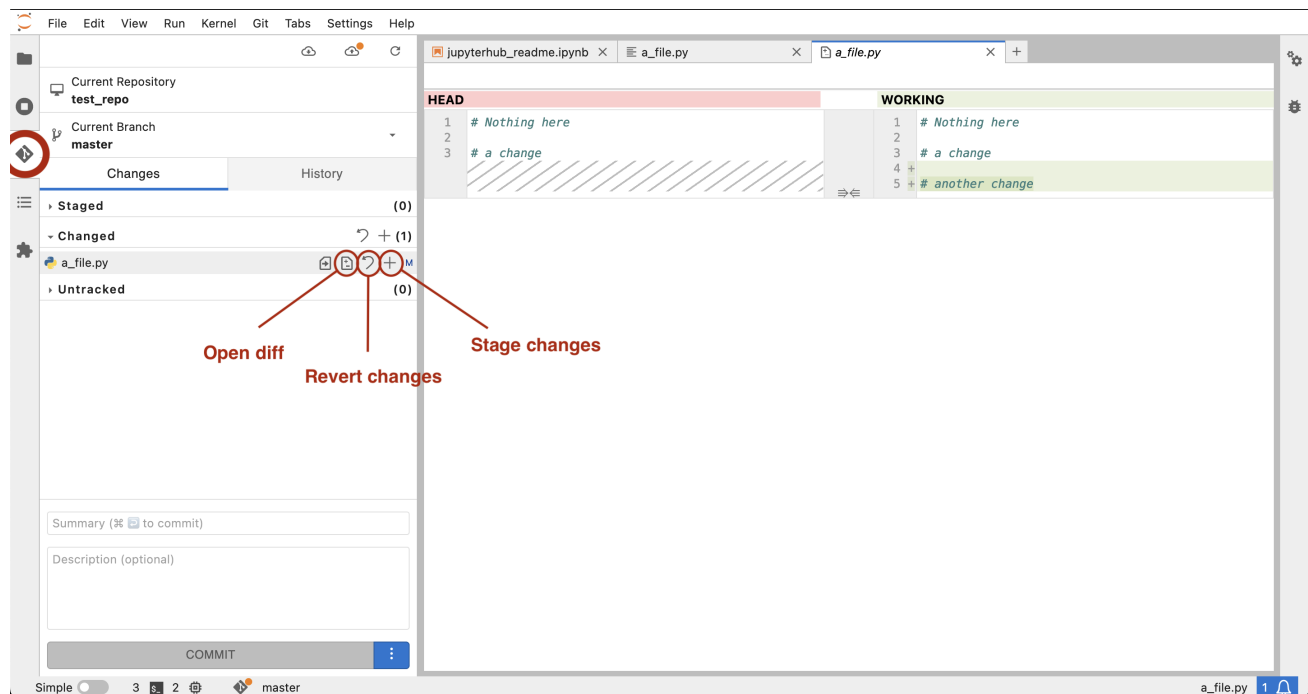 File Edit View Run Kernel Git Tabs Settings Help
jupyterhub_readme.ipynb a_file.py a_file.py
Current Repository
test_repo
Current Branch
master
Changes History
Staged (0)
Changed (1)
a_file.py M
Untracked (0)
Open diff
Revert changes
Stage changes
HEAD WORKING
1 # Nothing here 1 # Nothing here
2 2
3 # a change 3 # a change
4 +
5 + # another change
Summary (⌘ to commit)
Description (optional)
COMMIT
Simple 3 2 master a_file.py 1